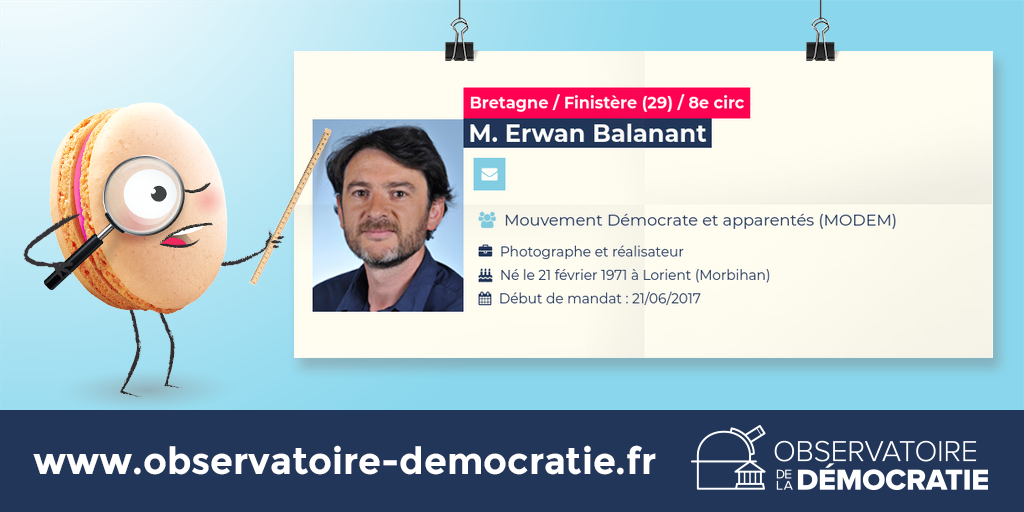 Bretagne / Finistère (29) / 8e circ
M. Erwan Balanant
Mouvement Démocrate et apparentés (MODEM)
Photographe et réalisateur
Né le 21 février 1971 à Lorient (Morbihan)
Début de mandat : 21/06/2017
www.observatoire-democratie.fr
OBSERVATOIRE
DE LA DÉMOCRATIE